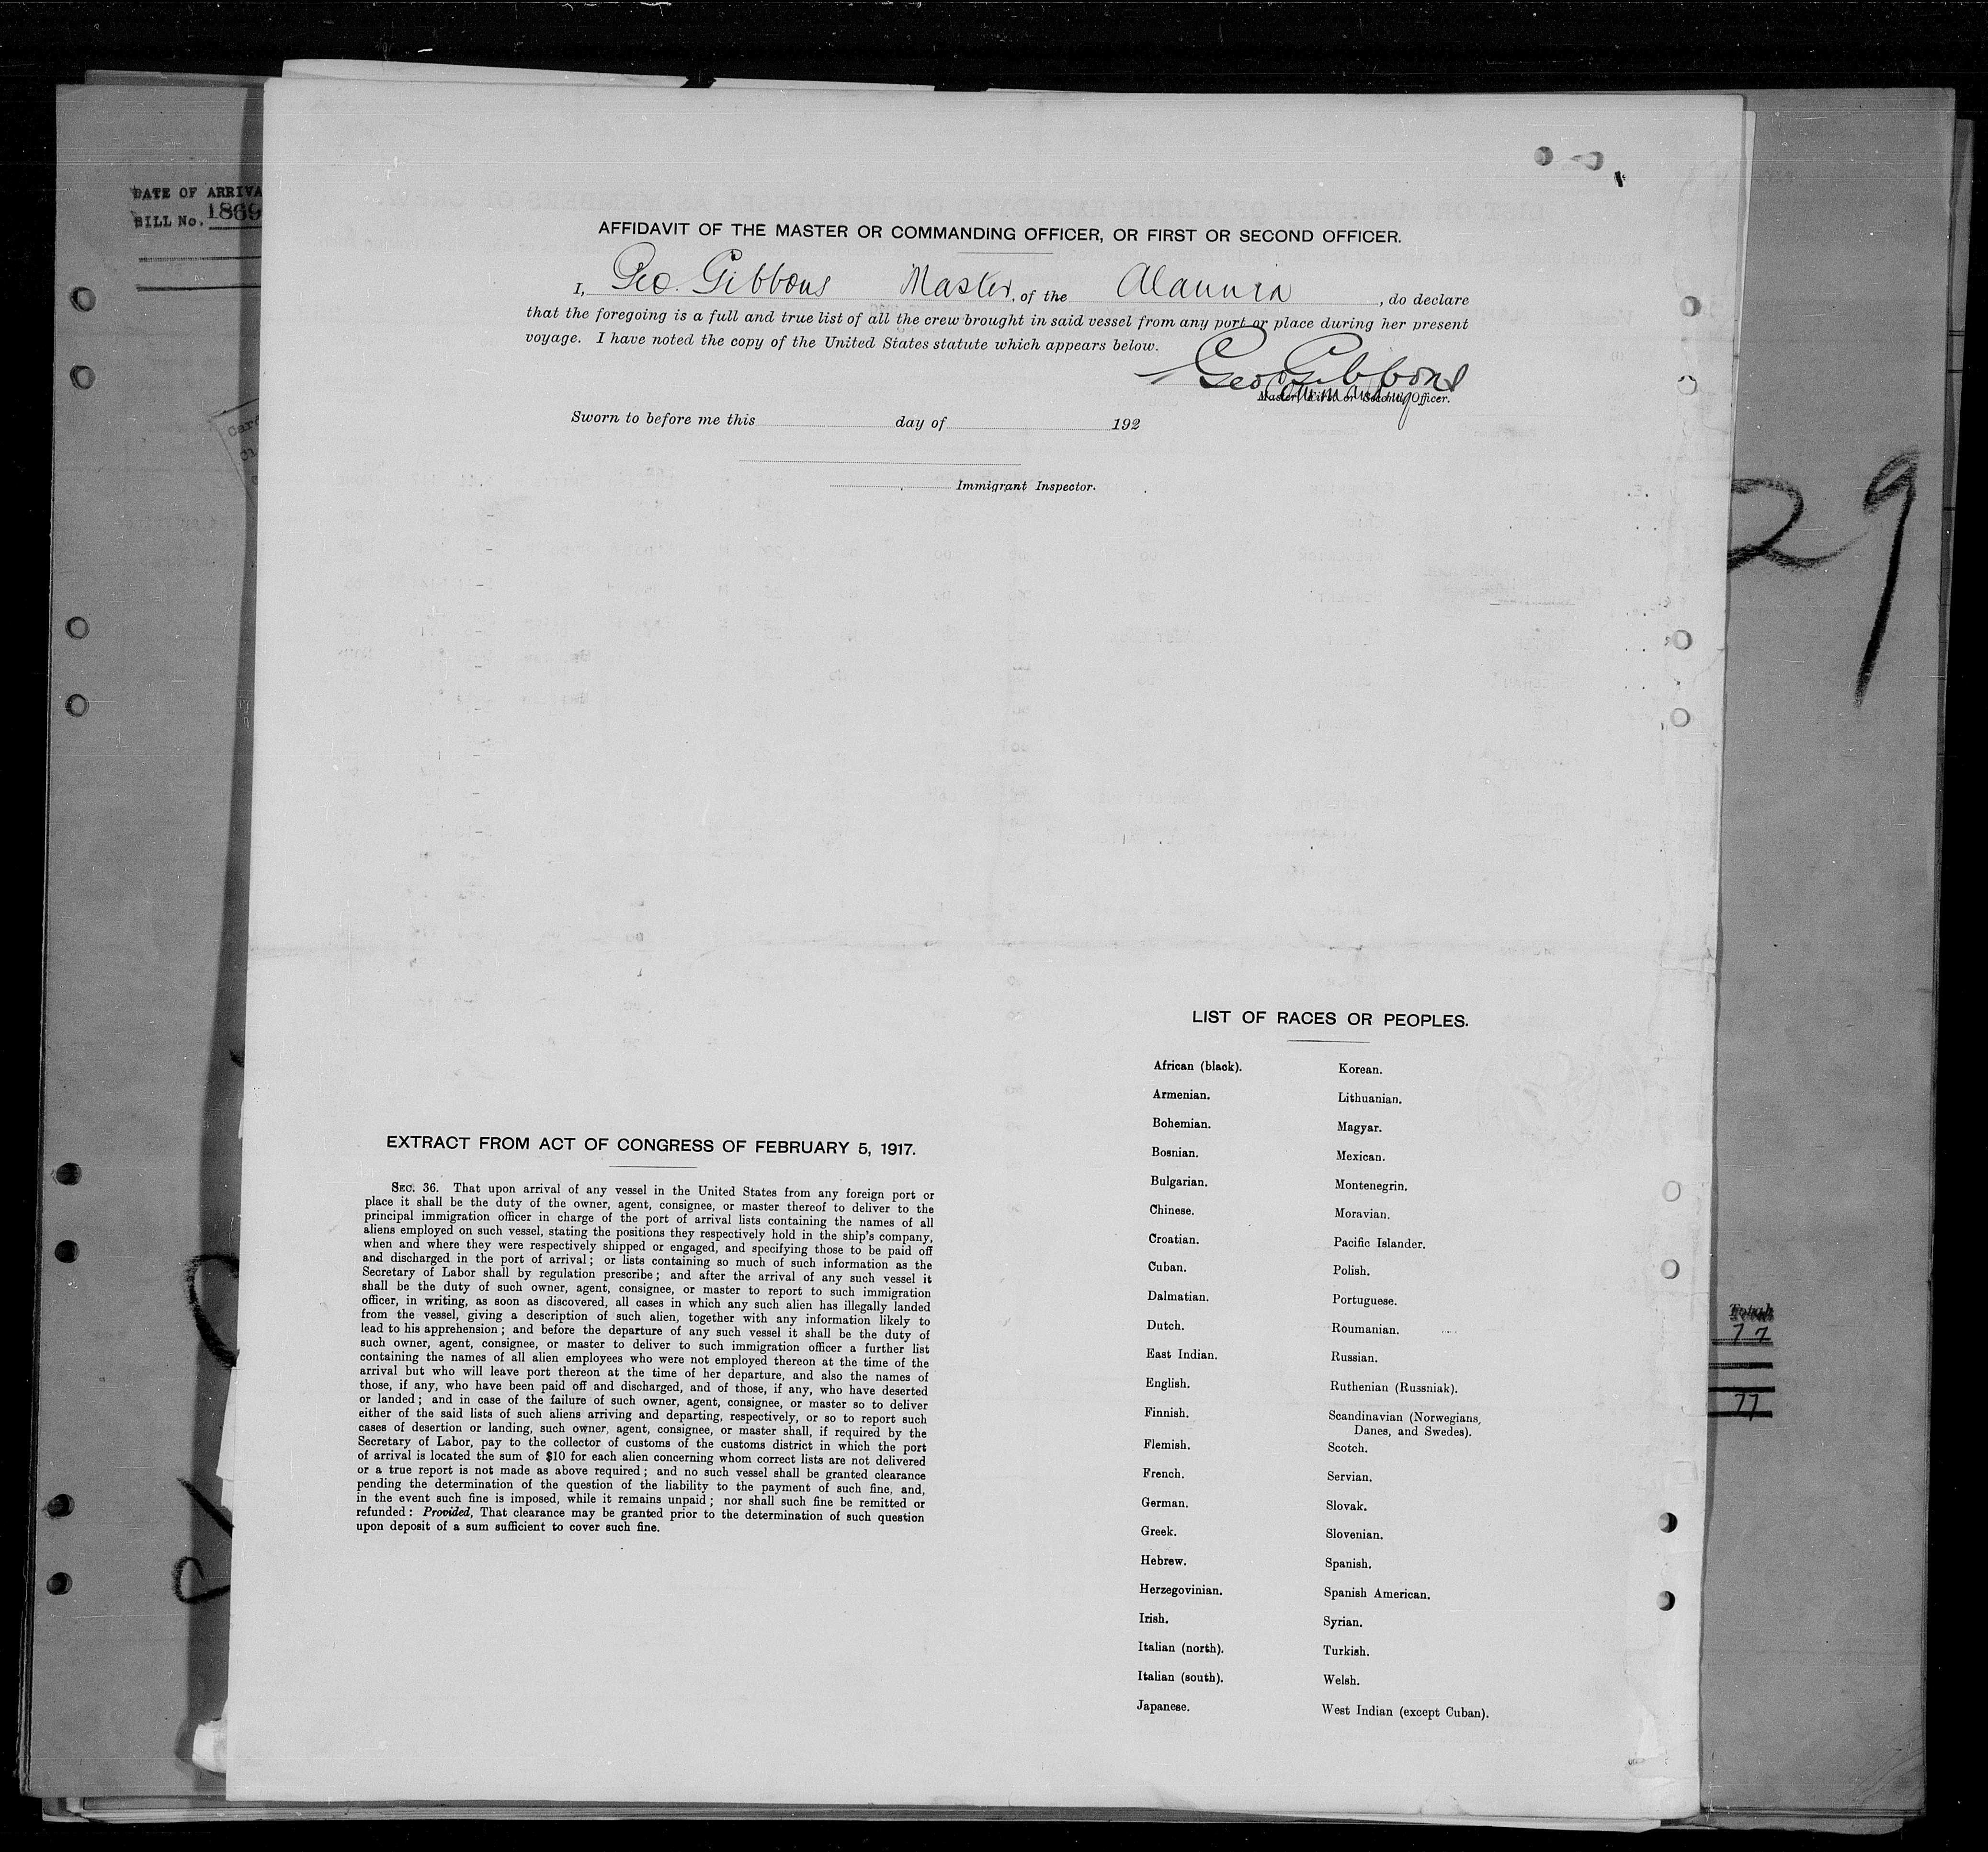 DATE OF ARRIVA
BILL No. 1869
AFFIDAVIT OF THE MASTER OR COMMANDING OFFICER, OR FIRST OR SECOND OFFICER.
I, Geo. Gibbons Master, of the Alaunia, do declare
that the foregoing is a full and true list of all the crew brought in said vessel from any port or place during her present
voyage. I have noted the copy of the United States statute which appears below.
Geo Gibbons
Commanding
Master, First or Second Officer.
Sworn to before me this day of 192
Immigrant Inspector.
29
LIST OF RACES OR PEOPLES.
African (black).
Armenian.
Bohemian.
Bosnian.
Bulgarian.
Chinese.
Croatian.
Cuban.
Dalmatian.
Dutch.
East Indian.
English.
Finnish.
Flemish.
French.
German.
Greek.
Hebrew.
Herzegovinian.
Irish.
Italian (north).
Italian (south).
Japanese.
Korean.
Lithuanian.
Magyar.
Mexican.
Montenegrin.
Moravian.
Pacific Islander.
Polish.
Portuguese.
Roumanian.
Russian.
Ruthenian (Russniak).
Scandinavian (Norwegians,
Danes, and Swedes).
Scotch.
Servian.
Slovak.
Slovenian.
Spanish.
Spanish American.
Syrian.
Turkish.
Welsh.
West Indian (except Cuban).
EXTRACT FROM ACT OF CONGRESS OF FEBRUARY 5, 1917.
SEC. 36. That upon arrival of any vessel in the United States from any foreign port or
place it shall be the duty of the owner, agent, consignee, or master thereof to deliver to the
principal immigration officer in charge of the port of arrival lists containing the names of all
aliens employed on such vessel, stating the positions they respectively hold in the ship's company,
when and where they were respectively shipped or engaged, and specifying those to be paid off
and discharged in the port of arrival; or lists containing so much of such information as the
Secretary of Labor shall by regulation prescribe; and after the arrival of any such vessel it
shall be the duty of such owner, agent, consignee, or master to report to such immigration
officer, in writing, as soon as discovered, all cases in which any such alien has illegally landed
from the vessel, giving a description of such alien, together with any information likely to
lead to his apprehension; and before the departure of any such vessel it shall be the duty of
such owner, agent, consignee, or master to deliver to such immigration officer a further list
containing the names of all alien employees who were not employed thereon at the time of the
arrival but who will leave port thereon at the time of her departure, and also the names of
those, if any, who have been paid off and discharged, and of those, if any, who have deserted
or landed; and in case of the failure of such owner, agent, consignee, or master so to deliver
either of the said lists of such aliens arriving and departing, respectively, or so to report such
cases of desertion or landing, such owner, agent, consignee, or master shall, if required by the
Secretary of Labor, pay to the collector of customs of the customs district in which the port
of arrival is located the sum of $10 for each alien concerning whom correct lists are not delivered
or a true report is not made as above required; and no such vessel shall be granted clearance
pending the determination of the question of the liability to the payment of such fine, and,
in the event such fine is imposed, while it remains unpaid; nor shall such fine be remitted or
refunded: Provided, That clearance may be granted prior to the determination of such question
upon deposit of a sum sufficient to cover such fine.
Total
77
77